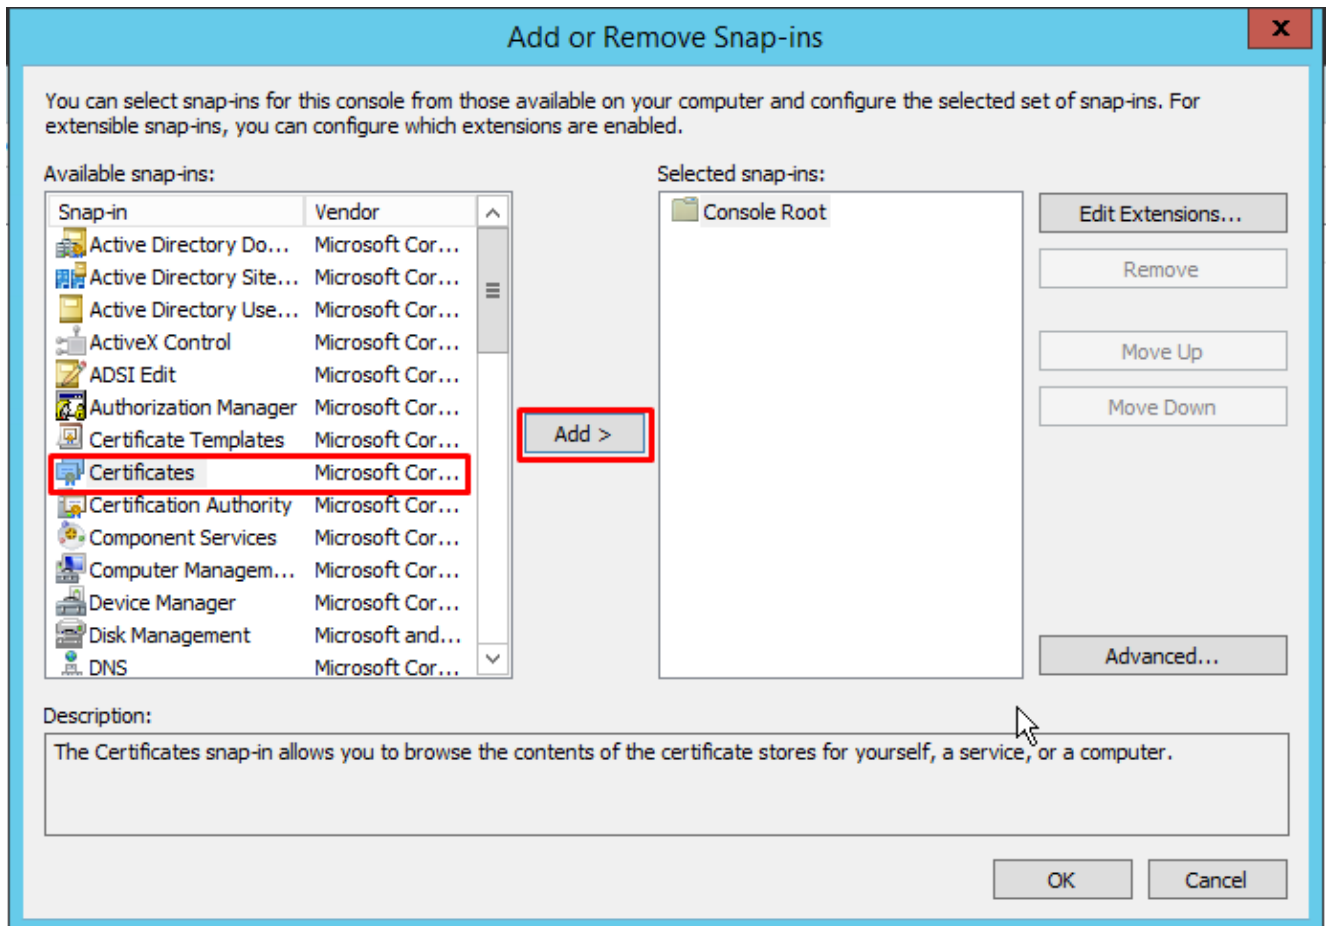 Add or Remove Snap-ins
x
You can select snap-ins for this console from those available on your computer and configure the selected set of snap-ins. For
extensible snap-ins, you can configure which extensions are enabled.
Available snap-ins:
Snap-in Vendor
Active Directory Do... Microsoft Cor...
Active Directory Site... Microsoft Cor...
Active Directory Use... Microsoft Cor...
ActiveX Control Microsoft Cor...
ADSI Edit Microsoft Cor...
Authorization Manager Microsoft Cor...
Certificate Templates Microsoft Cor...
Certificates Microsoft Cor...
Certification Authority Microsoft Cor...
Component Services Microsoft Cor...
Computer Managem... Microsoft Cor...
Device Manager Microsoft Cor...
Disk Management Microsoft and...
DNS Microsoft Cor...
Add >
Selected snap-ins:
Console Root
Edit Extensions...
Remove
Move Up
Move Down
Advanced...
Description:
The Certificates snap-in allows you to browse the contents of the certificate stores for yourself, a service, or a computer.
OK Cancel